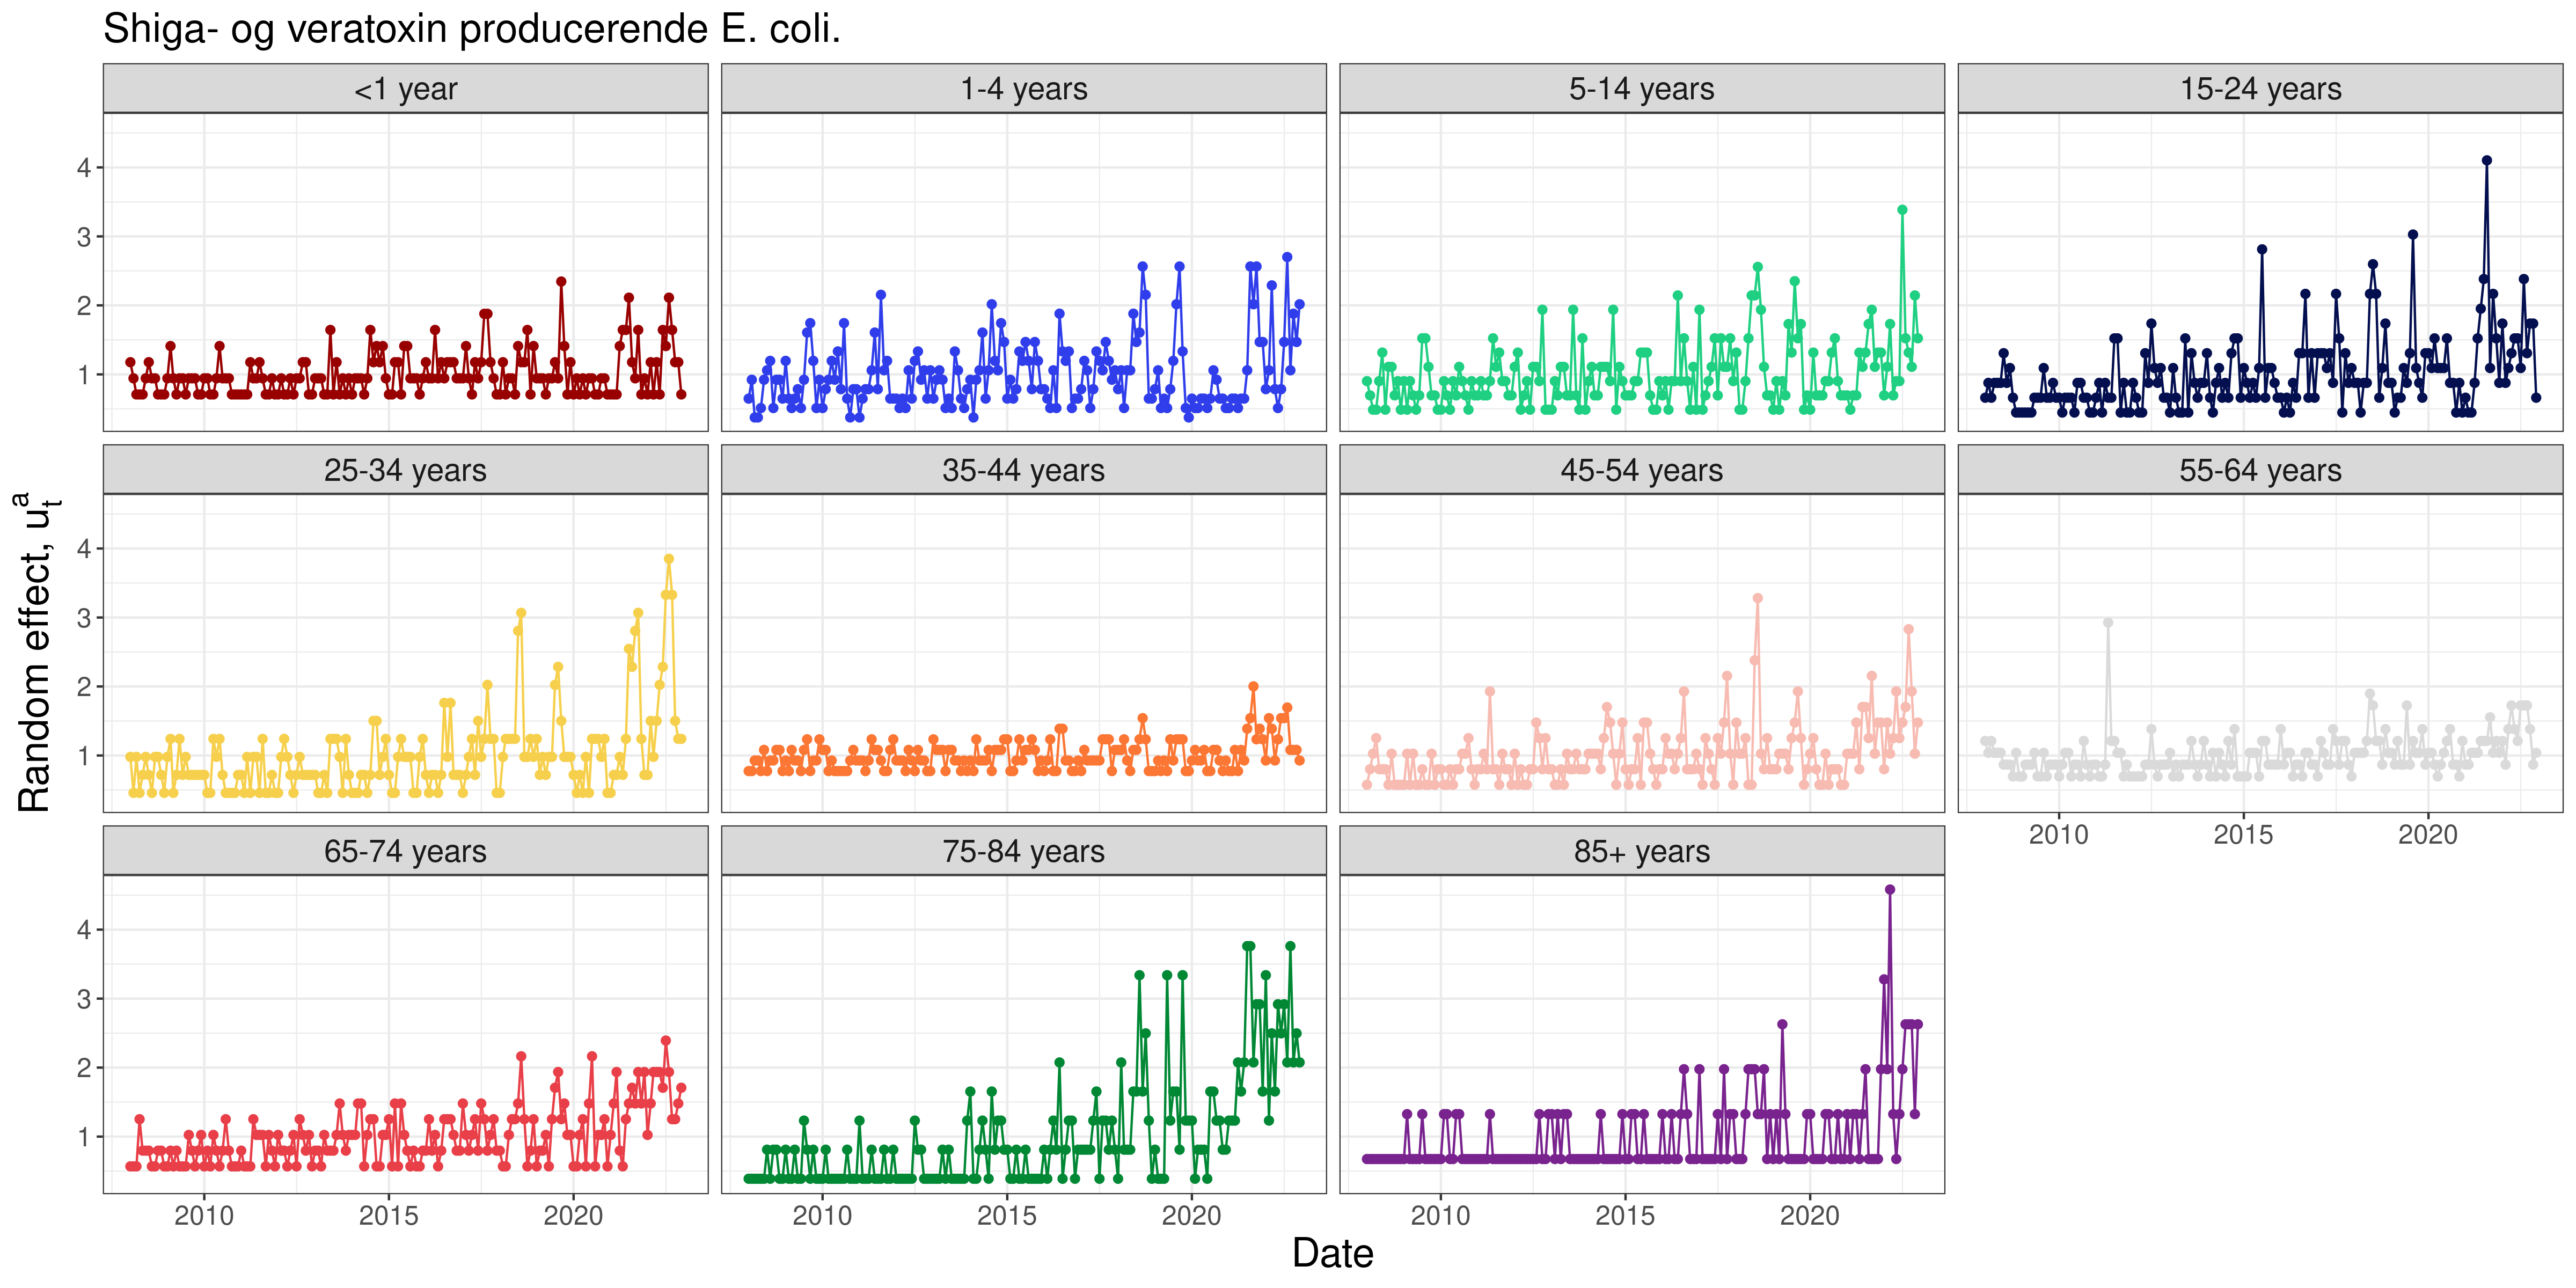 Shiga- og veratoxin producerende E. coli.
<1 year
1-4 years
5-14 years
15-24 years
4
3
2
1
25-34 years
35-44 years
45-54 years
55-64 years
4
3
2
1
2010 2015 2020
65-74 years
75-84 years
85+ years
4
3
2
1
2010 2015 2020
2010 2015 2020
2010 2015 2020
Random effect, u_t^a
Date